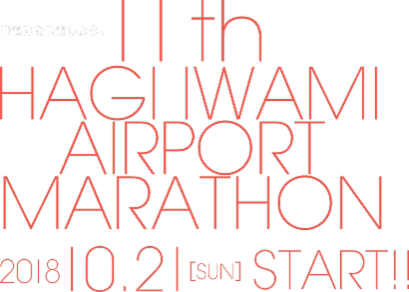 11th
HAGI IWAMI
AIRPORT
MARATHON
2018 10.21 [SUN] START!!